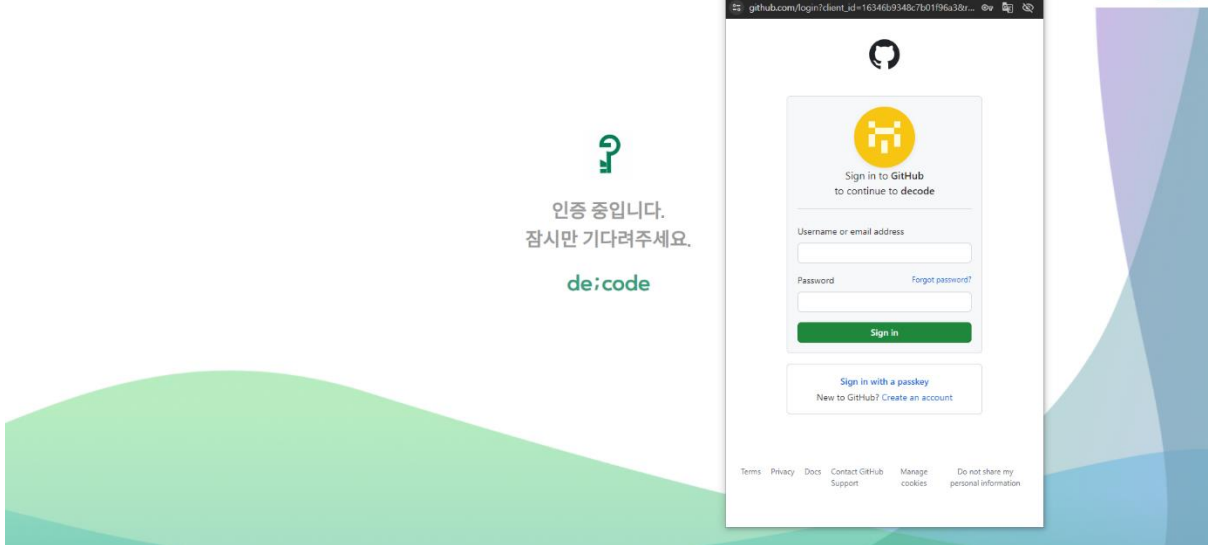 인증 중입니다.
잠시만 기다려주세요.
de;code
github.com/login?client_id=16346b9348c7b01f96a3&tr...
Sign in to GitHub
to continue to decode
Username or email address
Password Forgot password?
Sign in
Sign in with a passkey
New to GitHub? Create an account
Terms Privacy Docs Contact GitHub Support Manage cookies Do not share my personal information